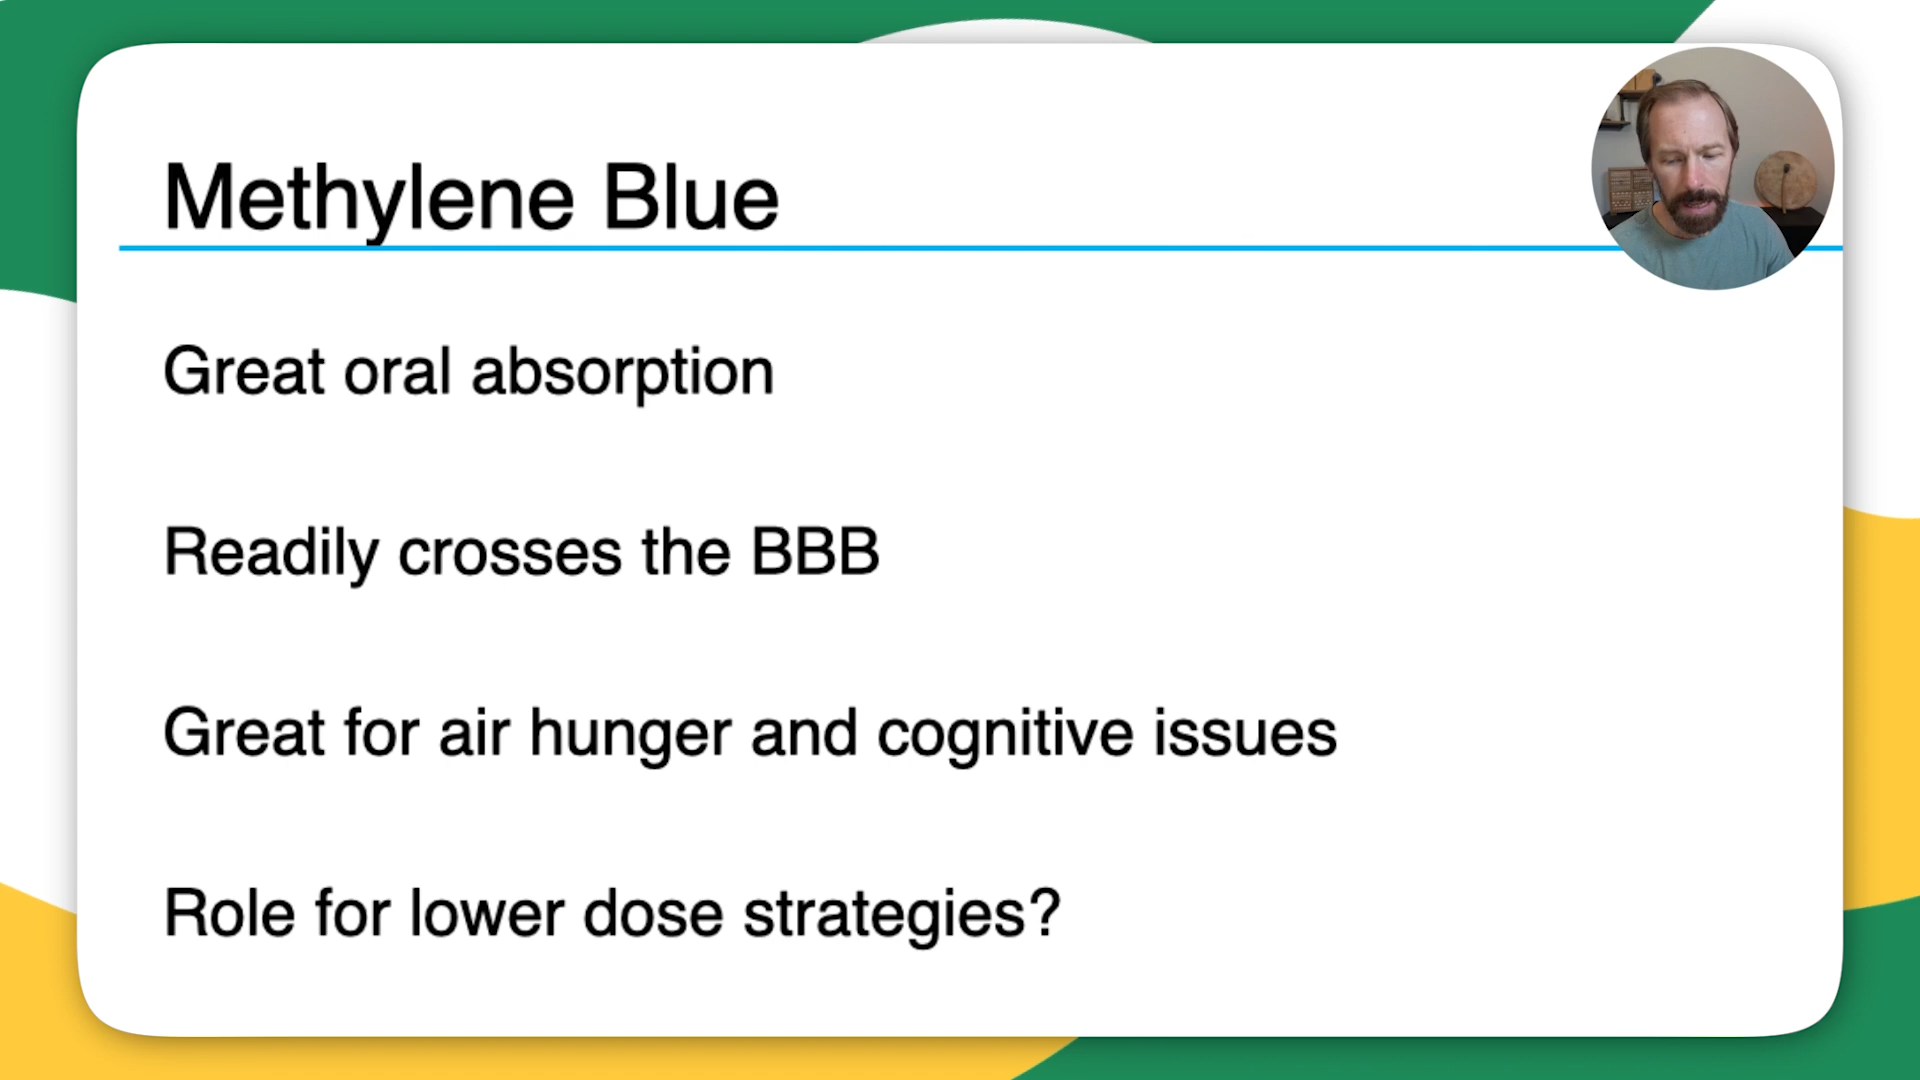 Methylene Blue
Great oral absorption
Readily crosses the BBB
Great for air hunger and cognitive issues
Role for lower dose strategies?